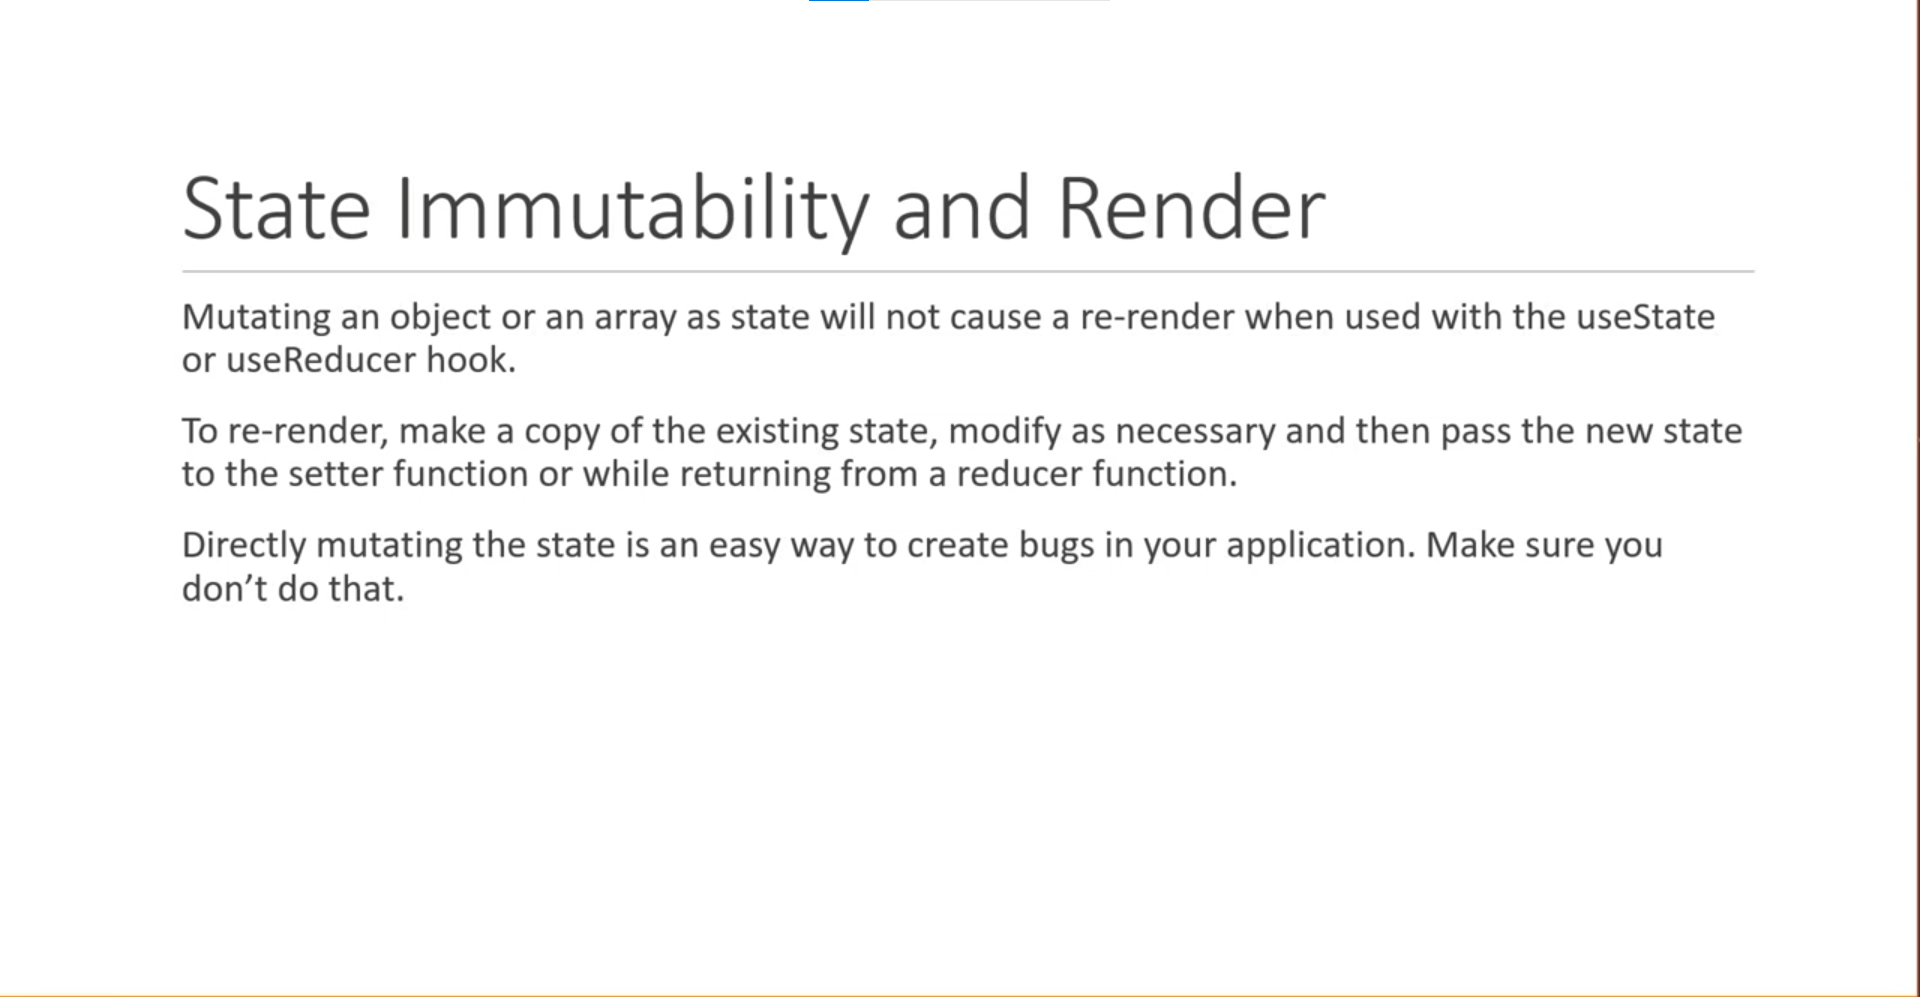 State Immutability and Render
Mutating an object or an array as state will not cause a re-render when used with the useState
or useReducer hook.
To re-render, make a copy of the existing state, modify as necessary and then pass the new state
to the setter function or while returning from a reducer function.
Directly mutating the state is an easy way to create bugs in your application. Make sure you
don’t do that.